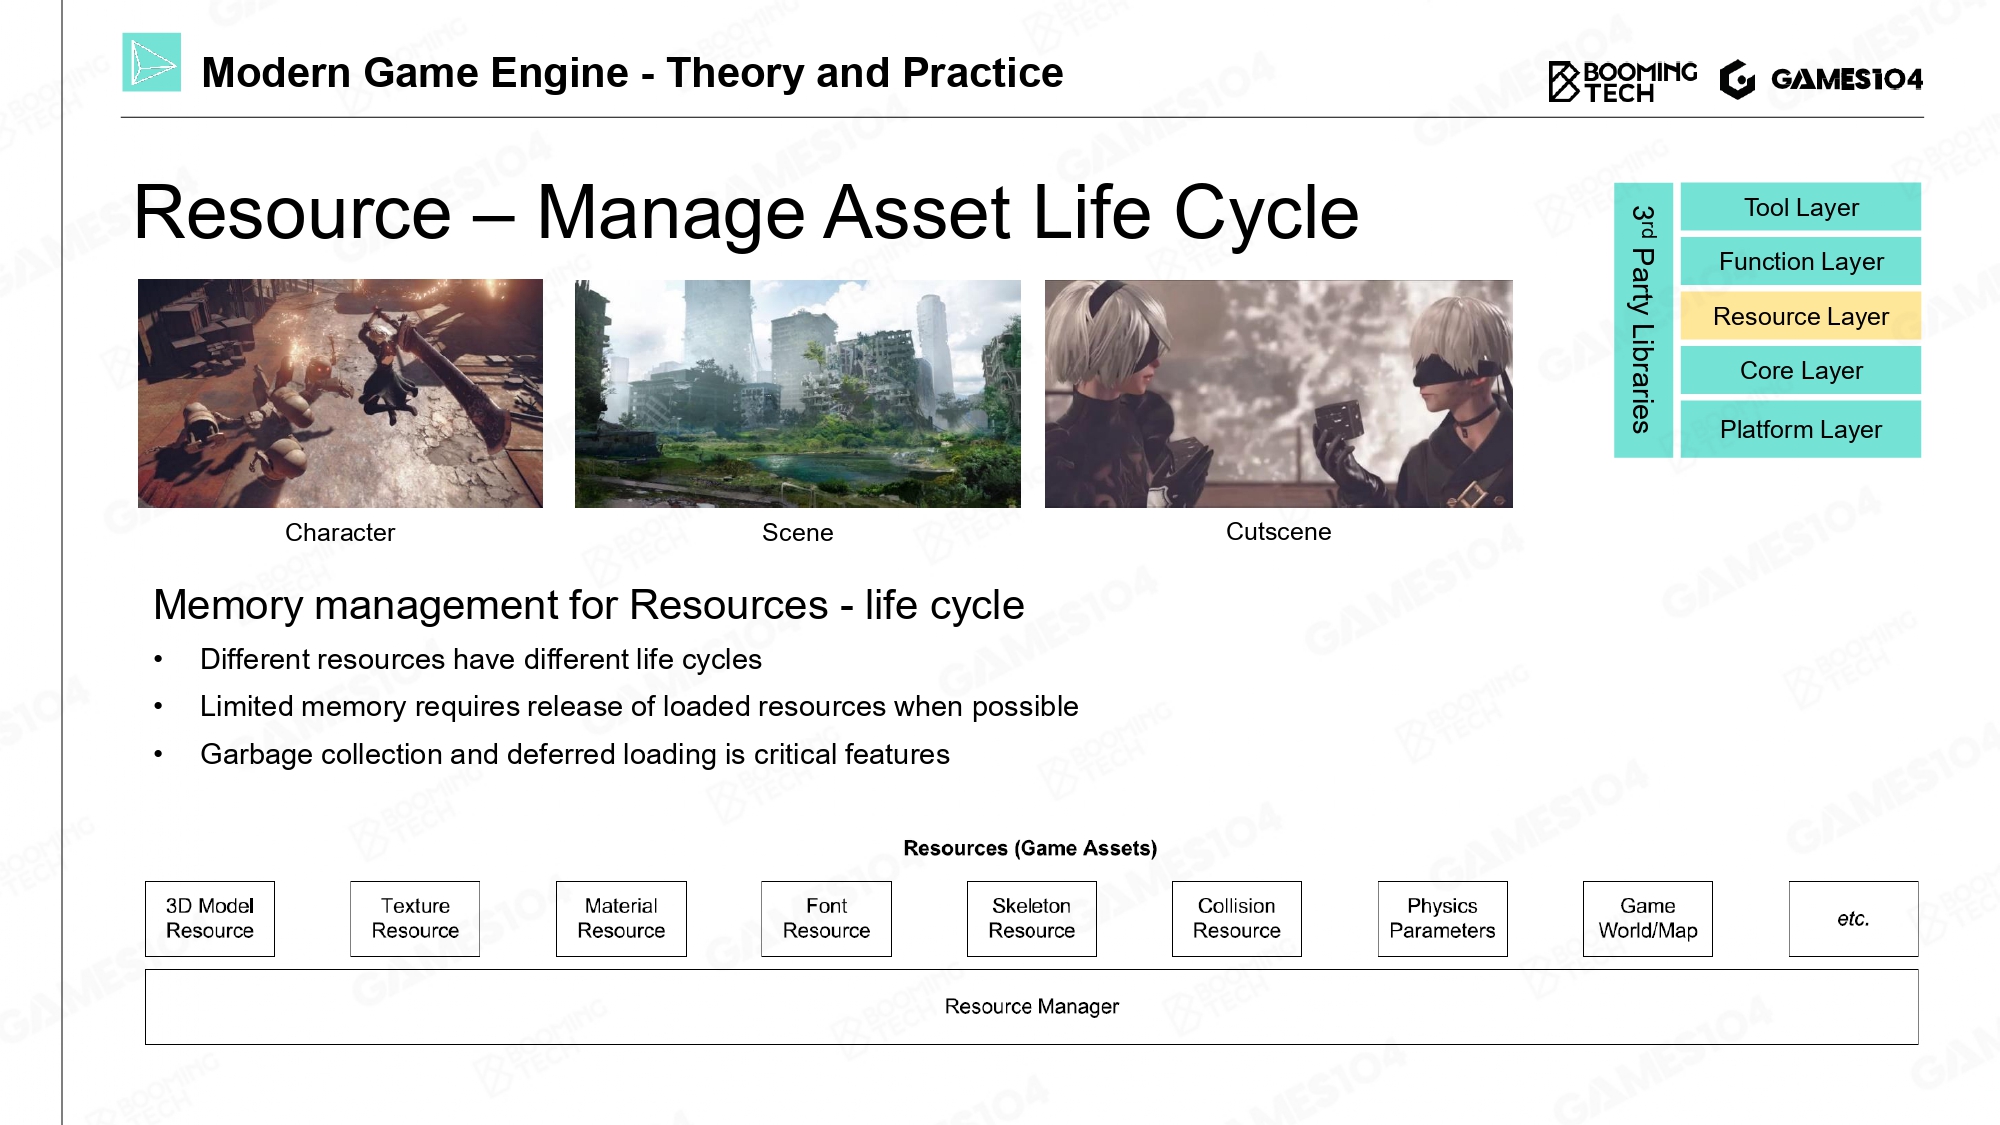 Modern Game Engine - Theory and Practice
BOOMING
TECH
GAMES104
Resource – Manage Asset Life Cycle
3rd Party Libraries
Tool Layer
Function Layer
Resource Layer
Core Layer
Platform Layer
Character
Scene
Cutscene
Memory management for Resources - life cycle
• Different resources have different life cycles
• Limited memory requires release of loaded resources when possible
• Garbage collection and deferred loading is critical features
Resources (Game Assets)
3D Model
Resource
Texture
Resource
Material
Resource
Font
Resource
Skeleton
Resource
Collision
Resource
Physics
Parameters
Game
World/Map
etc.
Resource Manager